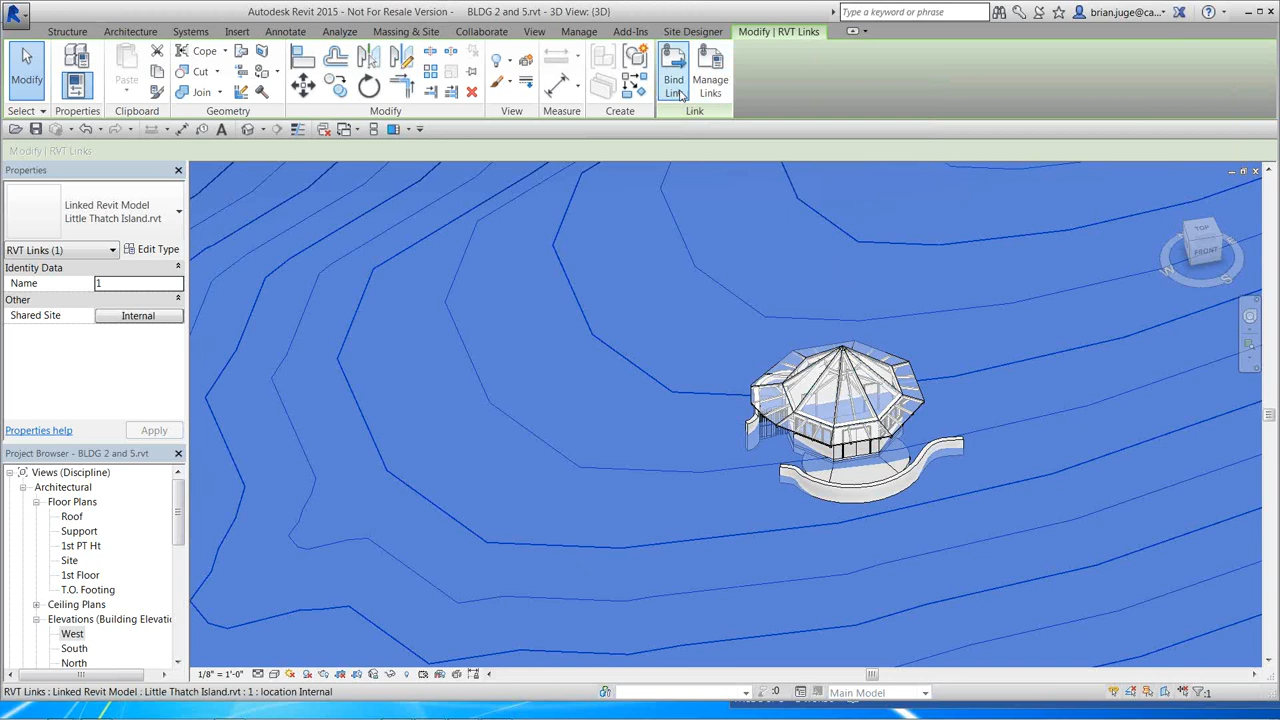 Autodesk Revit 2015 - Not For Resale Version - BLDG 2 and 5.rvt - 3D View: {3D}
Type a keyword or phrase
brian.juge@ca...
Structure
Architecture
Systems
Insert
Annotate
Analyze
Massing & Site
Collaborate
View
Manage
Add-Ins
Site Designer
Modify | RVT Links
Modify
Properties
Paste
Cope
Cut
Join
Bind
Link
Manage
Links
Select
Properties
Clipboard
Geometry
Modify
View
Measure
Create
Link
Modify | RVT Links
Properties
Linked Revit Model
Little Thatch Island.rvt
RVT Links (1)
Edit Type
Identity Data
Name
1
Other
Shared Site
Internal
Properties help
Apply
Project Browser - BLDG 2 and 5.rvt
Views (Discipline)
Architectural
Floor Plans
Roof
Support
1st PT Ht
Site
1st Floor
T.O. Footing
Ceiling Plans
Elevations (Building Elevatio
West
South
North
TOP
FRONT
W
S
1/8" = 1'-0"
RVT Links : Linked Revit Model : Little Thatch Island.rvt : 1 : location Internal
:0
Main Model
:1